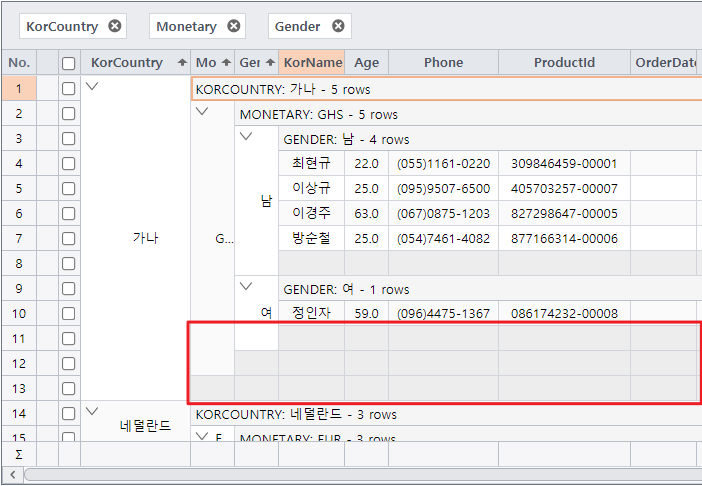 KorCountry Monetary Gender
No. KorCountry Mo Ger KorName Age Phone ProductId OrderDate
1 KORCOUNTRY: 가나 - 5 rows
2 MONETARY: GHS - 5 rows
3 GENDER: 남 - 4 rows
4 최현규 22.0 (055)1161-0220 309846459-00001
5 이상규 25.0 (095)9507-6500 405703257-00007
남
6 이경주 63.0 (067)0875-1203 827298647-00005
7 가나 G... 방순철 25.0 (054)7461-4082 877166314-00006
8
9 GENDER: 여 - 1 rows
10 여 정인자 59.0 (096)4475-1367 086174232-00008
11
12
13
14 KORCOUNTRY: 네덜란드 - 3 rows
네덜란드
15 E MONETARY: EUR - 3 rows
Σ